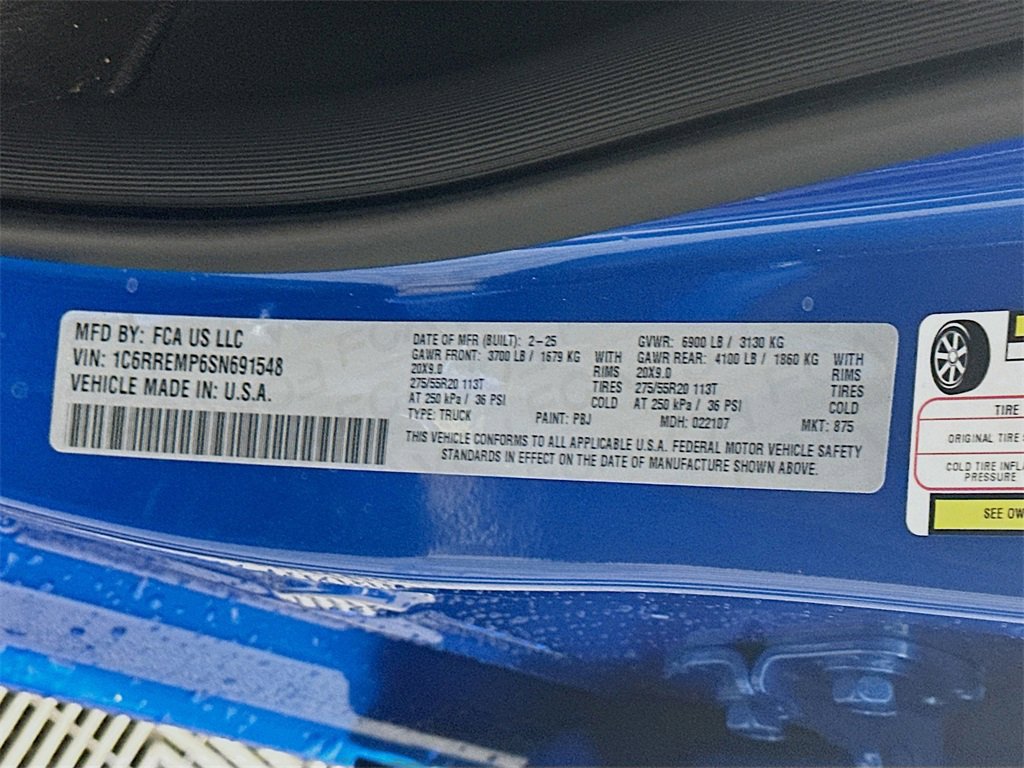 MFD BY: FCA US LLC
VIN: 1C6RREMP6SN691548
VEHICLE MADE IN: U.S.A.
DATE OF MFR (BUILT): 2-25
GAWR FRONT: 3700 LB / 1679 KG WITH
20X9.0 RIMS
275/55R20 113T TIRES
AT 250 kPa / 36 PSI COLD
TYPE: TRUCK PAINT: PBJ
GVWR: 6900 LB / 3130 KG
GAWR REAR: 4100 LB / 1860 KG WITH
20X9.0 RIMS
275/55R20 113T TIRES
AT 250 kPa / 36 PSI COLD
MDH: 022107 MKT: 875
THIS VEHICLE CONFORMS TO ALL APPLICABLE U.S.A. FEDERAL MOTOR VEHICLE SAFETY
STANDARDS IN EFFECT ON THE DATE OF MANUFACTURE SHOWN ABOVE.
TIRE
ORIGINAL TIRE
COLD TIRE
PRESSURE
SEE